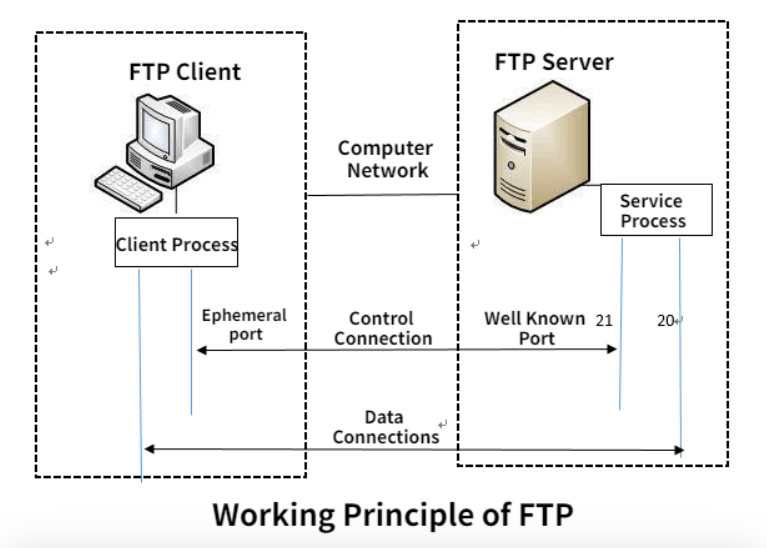 FTP Client
FTP Server
Computer
Network
Service
Process
Client Process
↵
↵
↵
Ephemeral
port
Control
Connection
Well Known
Port
21
20↵
Data ↵
Connections
Working Principle of FTP